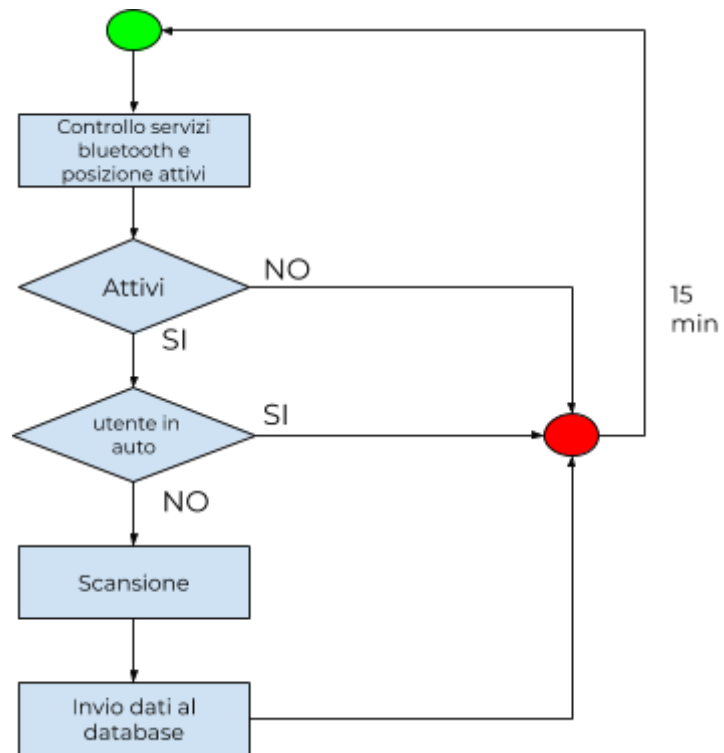 Controllo servizi
bluetooth e
posizione attivi
Attivi
NO
SI
15
min
utente in
auto
SI
NO
Scansione
Invio dati al
database